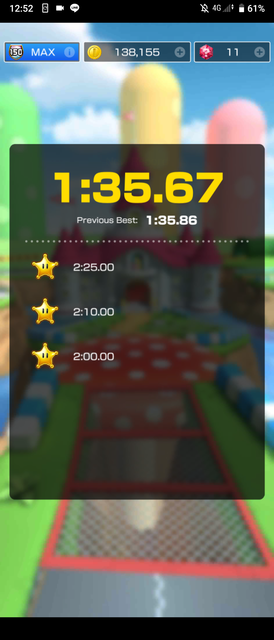 12:52 4G 61%
150 MAX i 138,155 + 11 +
1:35.67
Previous Best: 1:35.86
2:25.00
2:10.00
2:00.00